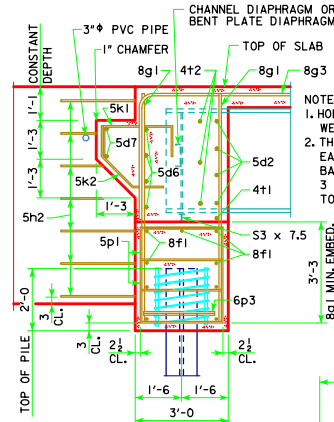 CHANNEL DIAPHRAGM OR
BENT PLATE DIAPHRAGM
3"φ PVC PIPE
1" CHAMFER
TOP OF SLAB
CONSTANT
DEPTH
8g1
4t2
8g1
8g3
1'-1
5k1
NOTE
1. HOL
WE
2. TH
EA
BA
3
TO
1'-3
5d7
5d2
1'-3
5k2
5d6
4t1
1'-3
5h2
S3 x 7.5
5p1
8f1
8f1
3'-3
8g1 MIN. EMBED.
2'-0
TOP OF PILE
6p3
3
CL.
3
CL.
2½
CL.
2½
CL.
1'-6
1'-6
3'-0